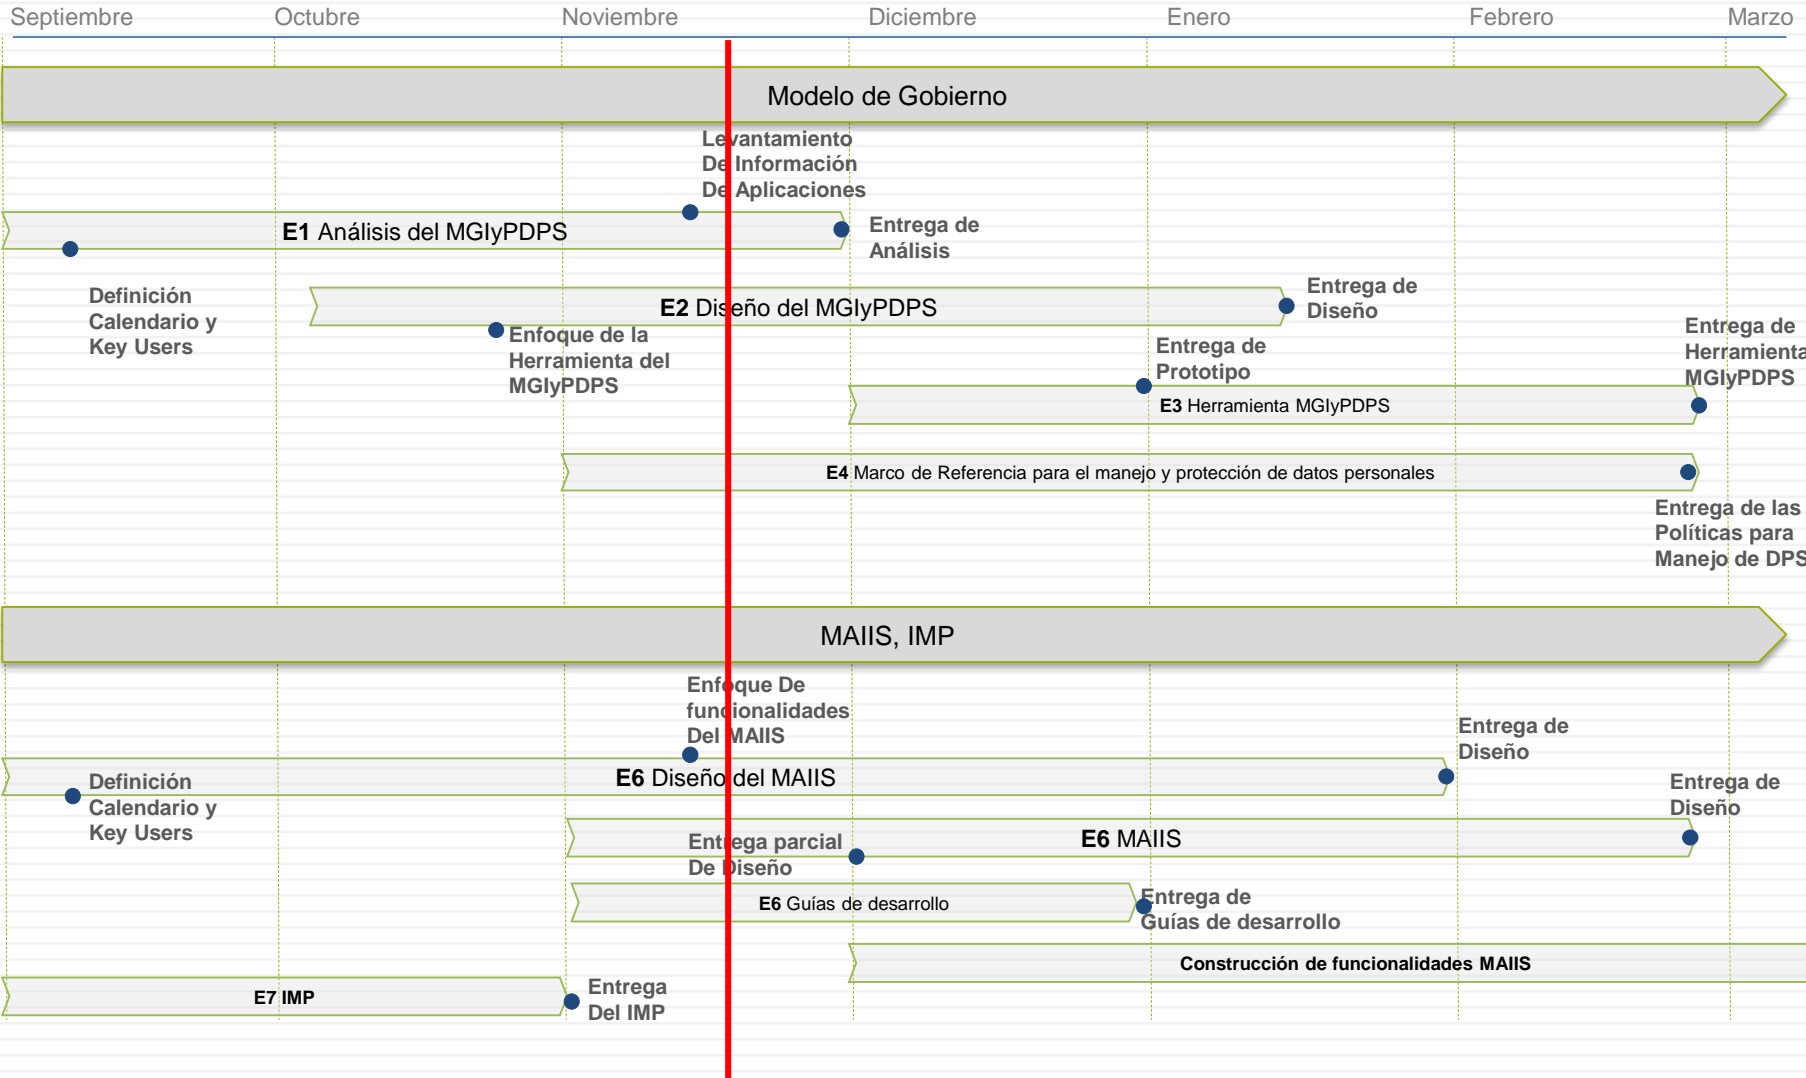 Septiembre Octubre Noviembre Diciembre Enero Febrero Marzo
Modelo de Gobierno
Levantamiento
De Información
De Aplicaciones
E1 Análisis del MGIyPDPS
Entrega de
Análisis
Definición
Calendario y
Key Users
E2 Diseño del MGIyPDPS
Entrega de
Diseño
Enfoque de la
Herramienta del
MGIyPDPS
Entrega de
Prototipo
Entrega de
Herramienta
MGIyPDPS
E3 Herramienta MGIyPDPS
E4 Marco de Referencia para el manejo y protección de datos personales
Entrega de las
Políticas para
Manejo de DPS
MAIIS, IMP
Enfoque De
funcionalidades
Del MAIIS
Entrega de
Diseño
E6 Diseño del MAIIS
Definición
Calendario y
Key Users
Entrega de
Diseño
E6 MAIIS
Entrega parcial
De Diseño
E6 Guías de desarrollo
Entrega de
Guías de desarrollo
Construcción de funcionalidades MAIIS
E7 IMP
Entrega
Del IMP